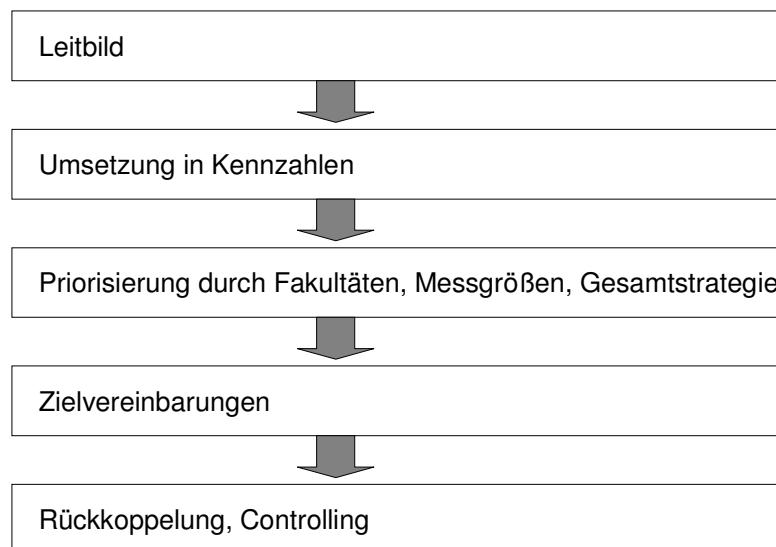 Leitbild
Umsetzung in Kennzahlen
Priorisierung durch Fakultäten, Messgrößen, Gesamtstrategie
Zielvereinbarungen
Rückkoppelung, Controlling